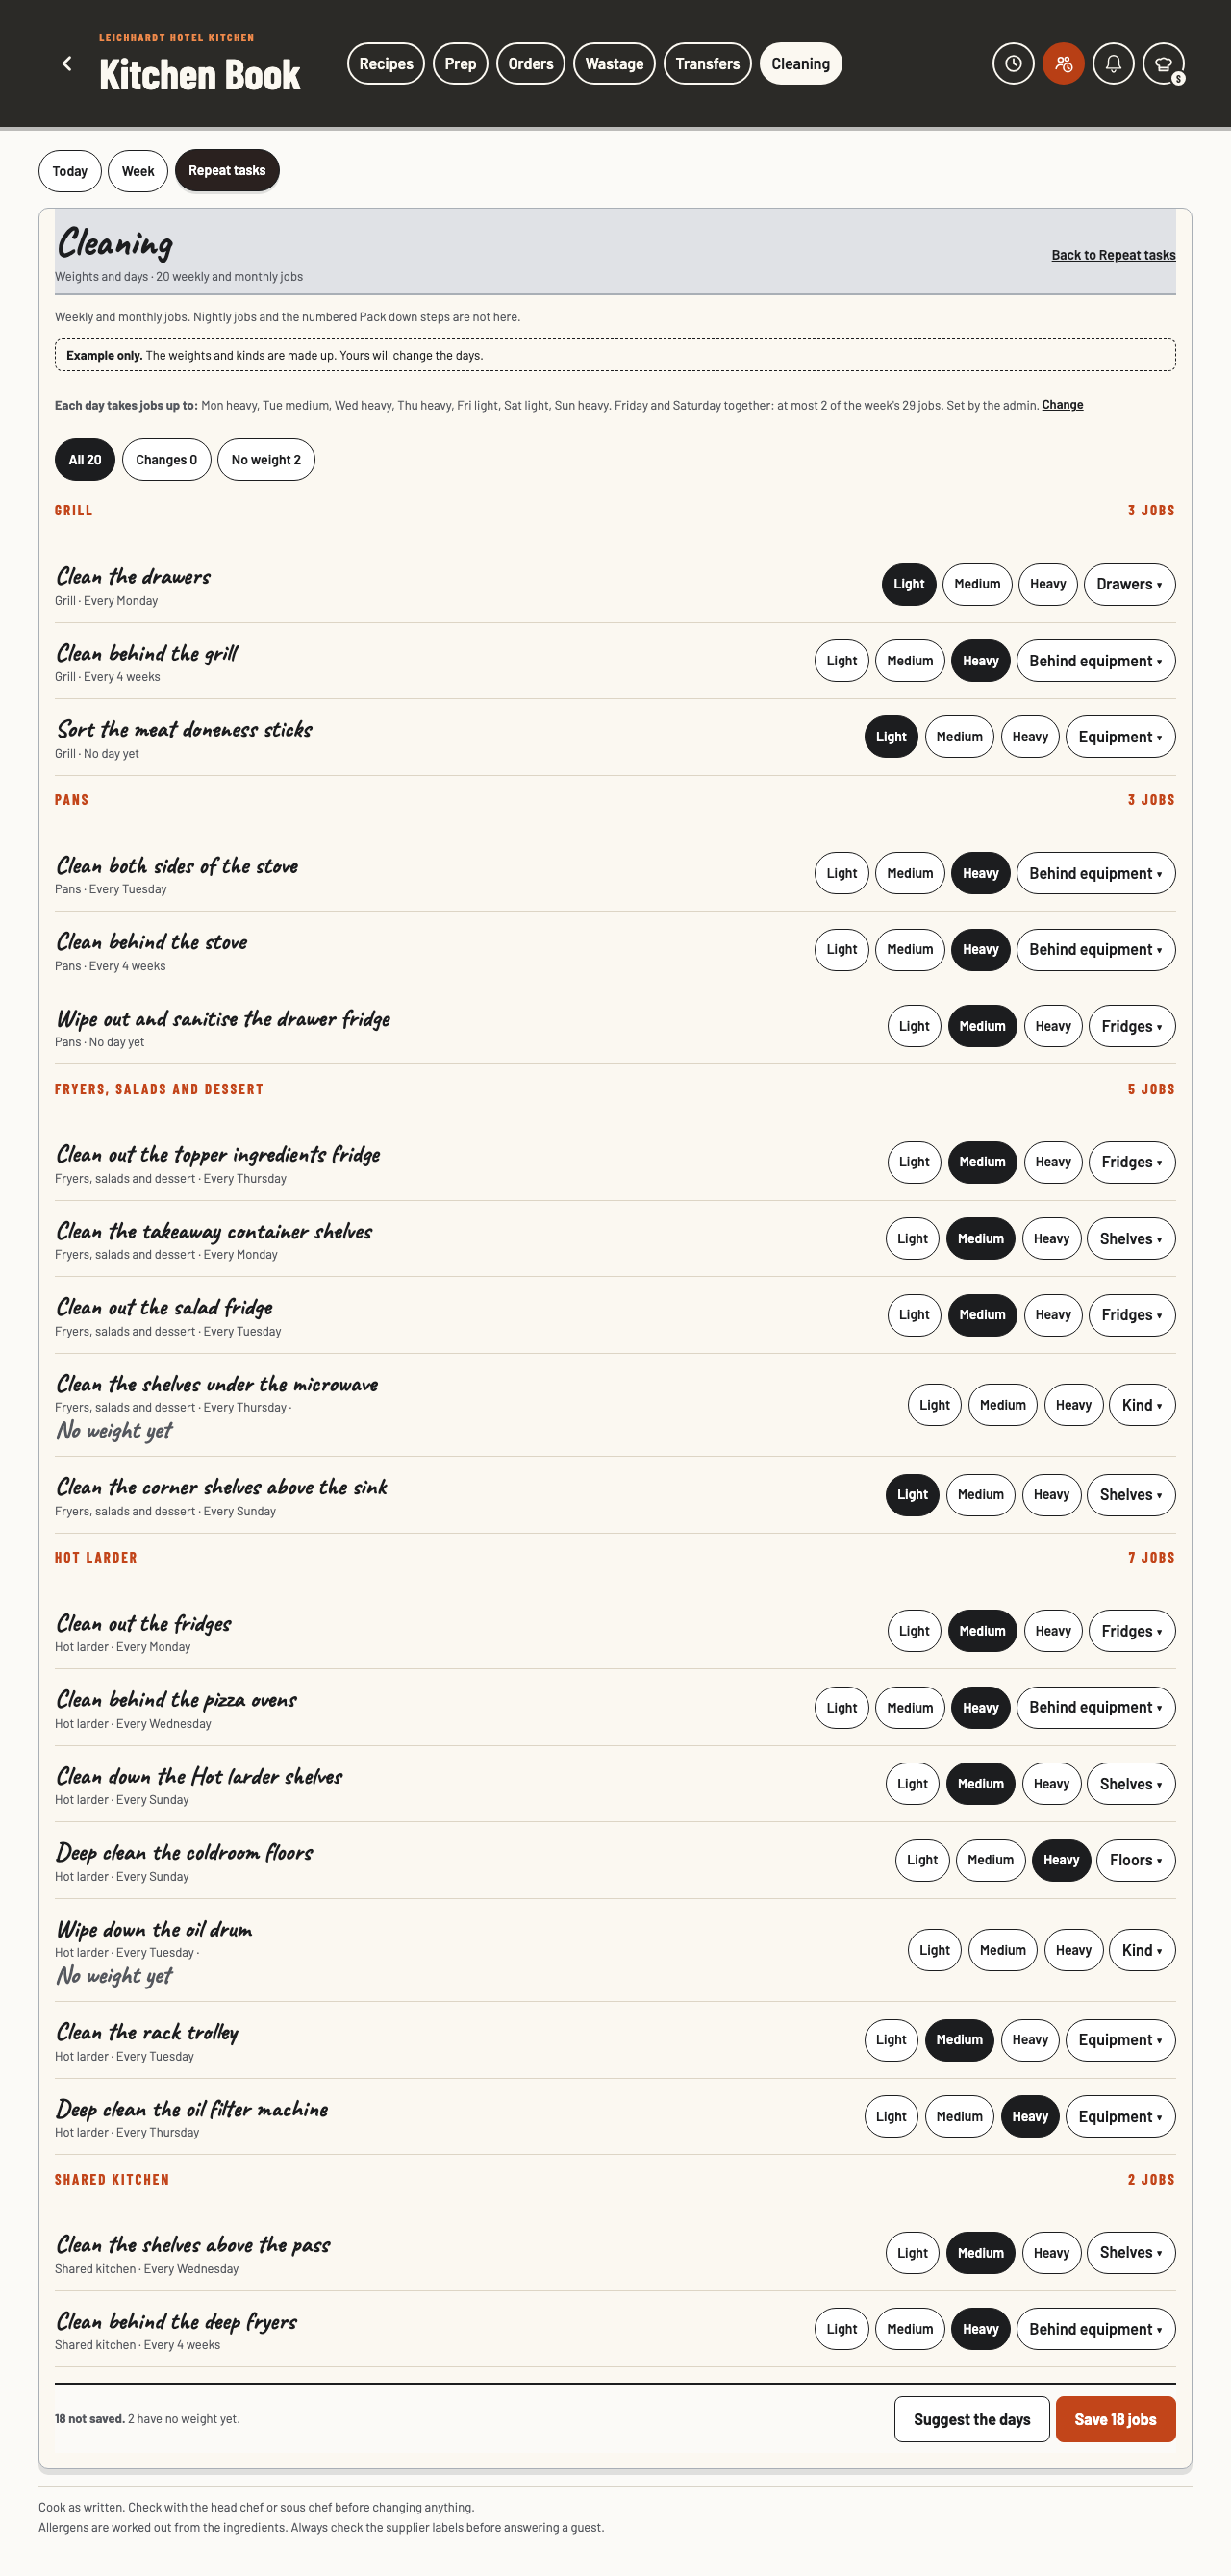 LEICHHARDT HOTEL KITCHEN
Kitchen Book
Recipes Prep Orders Wastage Transfers Cleaning
S
Today Week Repeat tasks
Cleaning
Back to Repeat tasks
Weights and days · 20 weekly and monthly jobs
Weekly and monthly jobs. Nightly jobs and the numbered Pack down steps are not here.
Example only. The weights and kinds are made up. Yours will change the days.
Each day takes jobs up to: Mon heavy, Tue medium, Wed heavy, Thu heavy, Fri light, Sat light, Sun heavy. Friday and Saturday together: at most 2 of the week's 29 jobs. Set by the admin. Change
All 20 Changes 0 No weight 2
GRILL 3 JOBS
Clean the drawers
Grill · Every Monday
Light Medium Heavy Drawers ▾
Clean behind the grill
Grill · Every 4 weeks
Light Medium Heavy Behind equipment ▾
Sort the meat doneness sticks
Grill · No day yet
Light Medium Heavy Equipment ▾
PANS 3 JOBS
Clean both sides of the stove
Pans · Every Tuesday
Light Medium Heavy Behind equipment ▾
Clean behind the stove
Pans · Every 4 weeks
Light Medium Heavy Behind equipment ▾
Wipe out and sanitise the drawer fridge
Pans · No day yet
Light Medium Heavy Fridges ▾
FRYERS, SALADS AND DESSERT 5 JOBS
Clean out the topper ingredients fridge
Fryers, salads and dessert · Every Thursday
Light Medium Heavy Fridges ▾
Clean the takeaway container shelves
Fryers, salads and dessert · Every Monday
Light Medium Heavy Shelves ▾
Clean out the salad fridge
Fryers, salads and dessert · Every Tuesday
Light Medium Heavy Fridges ▾
Clean the shelves under the microwave
Fryers, salads and dessert · Every Thursday ·
No weight yet
Light Medium Heavy Kind ▾
Clean the corner shelves above the sink
Fryers, salads and dessert · Every Sunday
Light Medium Heavy Shelves ▾
HOT LARDER 7 JOBS
Clean out the fridges
Hot larder · Every Monday
Light Medium Heavy Fridges ▾
Clean behind the pizza ovens
Hot larder · Every Wednesday
Light Medium Heavy Behind equipment ▾
Clean down the Hot larder shelves
Hot larder · Every Sunday
Light Medium Heavy Shelves ▾
Deep clean the coldroom floors
Hot larder · Every Sunday
Light Medium Heavy Floors ▾
Wipe down the oil drum
Hot larder · Every Tuesday ·
No weight yet
Light Medium Heavy Kind ▾
Clean the rack trolley
Hot larder · Every Tuesday
Light Medium Heavy Equipment ▾
Deep clean the oil filter machine
Hot larder · Every Thursday
Light Medium Heavy Equipment ▾
SHARED KITCHEN 2 JOBS
Clean the shelves above the pass
Shared kitchen · Every Wednesday
Light Medium Heavy Shelves ▾
Clean behind the deep fryers
Shared kitchen · Every 4 weeks
Light Medium Heavy Behind equipment ▾
18 not saved. 2 have no weight yet.
Suggest the days Save 18 jobs
Cook as written. Check with the head chef or sous chef before changing anything.
Allergens are worked out from the ingredients. Always check the supplier labels before answering a guest.